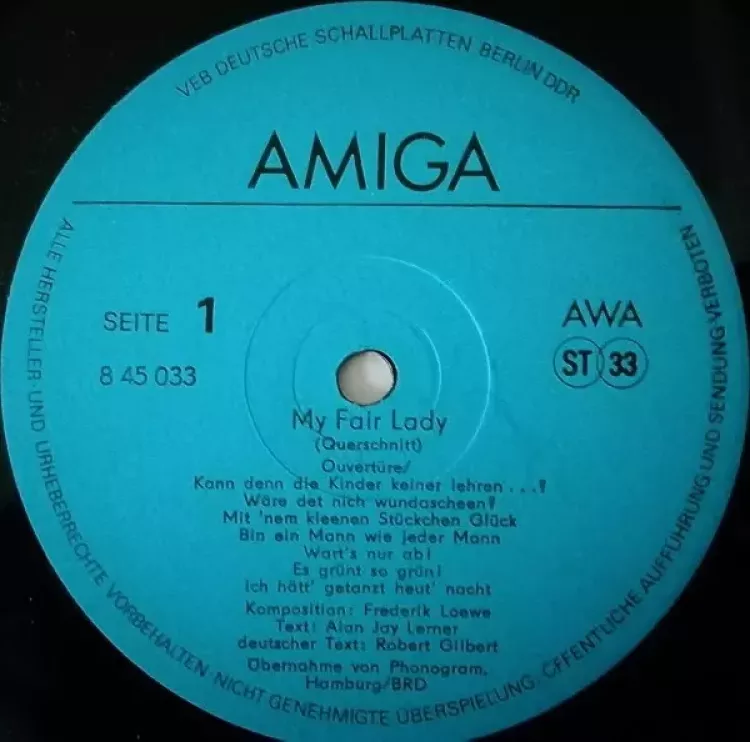 VEB DEUTSCHE SCHALLPLATTEN BERLIN DDR
AMIGA
SEITE 1
8 45 033
AWA
ST 33
My Fair Lady
(Querschnitt)
Ouvertüre/
Kann denn die Kinder keiner lehren . . .?
Wäre det nich wundascheen?
Mit 'nem kleenen Stückchen Glück
Bin ein Mann wie jeder Mann
Wart's nur ab!
Es grünt so grün!
Ich hätt' getanzt heut' nacht
Komposition: Frederik Loewe
Text: Alan Jay Lerner
deutscher Text: Robert Gilbert
Übernahme von Phonogram,
Hamburg/BRD
ALLE HERSTELLER- UND URHEBERRECHTE VORBEHALTEN NICHT GENEHMIGTE ÜBERSPIELUNG, ÖFFENTLICHE AUFFÜHRUNG UND SENDUNG VERBOTEN